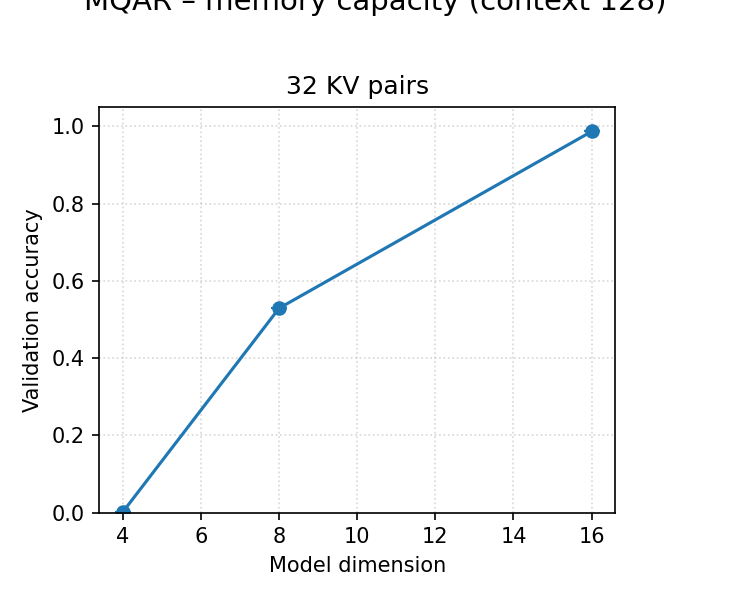 MQAR – memory capacity (context 128)
32 KV pairs
1.0
0.8
0.6
0.4
0.2
0.0
Validation accuracy
4 6 8 10 12 14 16
Model dimension